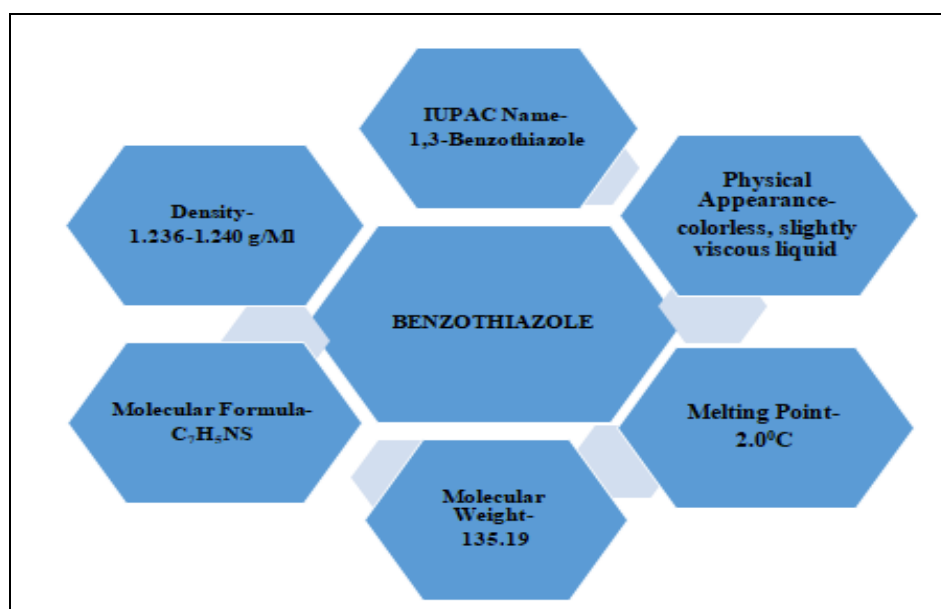 IUPAC Name-
1,3-Benzothiazole
Physical
Appearance-
colorless, slightly
viscous liquid
Density-
1.236-1.240 g/Ml
BENZOTHIAZOLE
Molecular Formula-
C₇H₅NS
Melting Point-
2.0⁰C
Molecular
Weight-
135.19